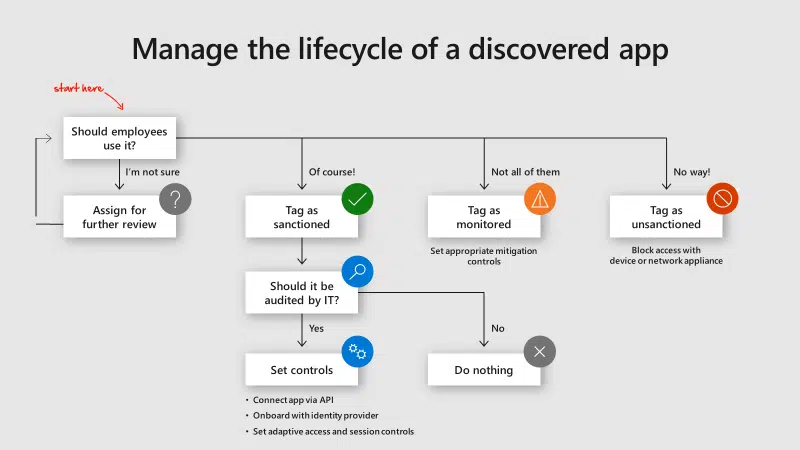 Manage the lifecycle of a discovered app
start here
Should employees
use it?
I'm not sure
Of course!
Not all of them
No way!
?
Assign for
further review
Tag as
sanctioned
Tag as
monitored
Tag as
unsanctioned
Set appropriate mitigation
controls
Block access with
device or network appliance
Should it be
audited by IT?
Yes
No
Set controls
Do nothing
• Connect app via API
• Onboard with identity provider
• Set adaptive access and session controls